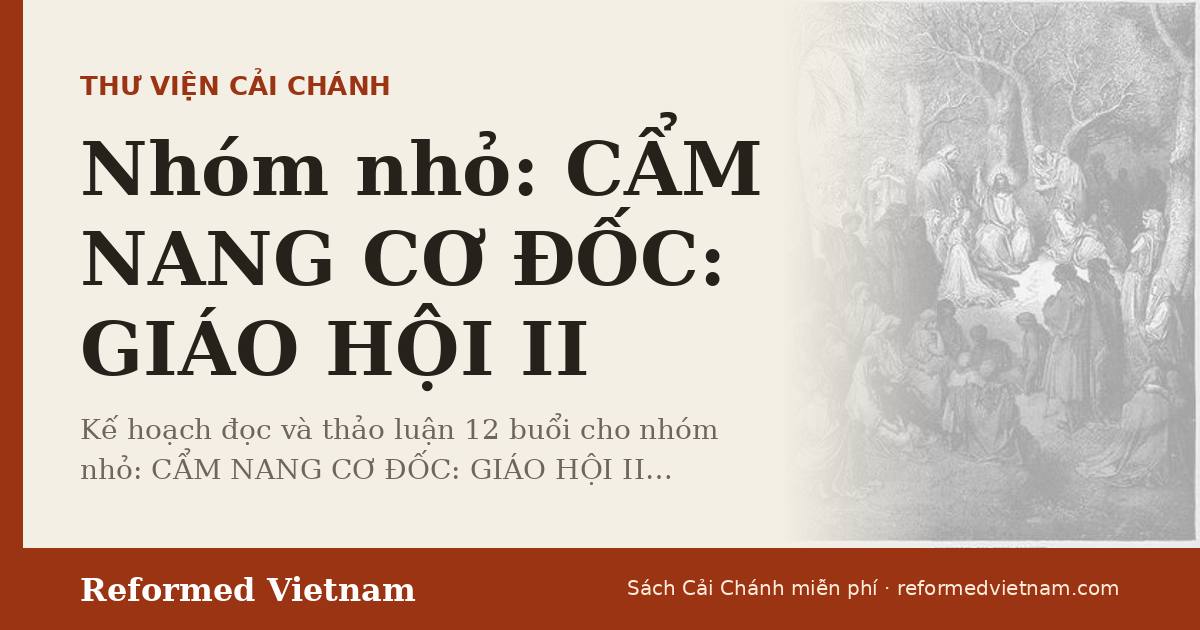 THƯ VIỆN CẢI CHÁNH
Nhóm nhỏ: CẨM
NANG CƠ ĐỐC:
GIÁO HỘI II
Kế hoạch đọc và thảo luận 12 buổi cho nhóm
nhỏ: CẨM NANG CƠ ĐỐC: GIÁO HỘI II...
Reformed Vietnam
Sách Cải Chánh miễn phí · reformedvietnam.com